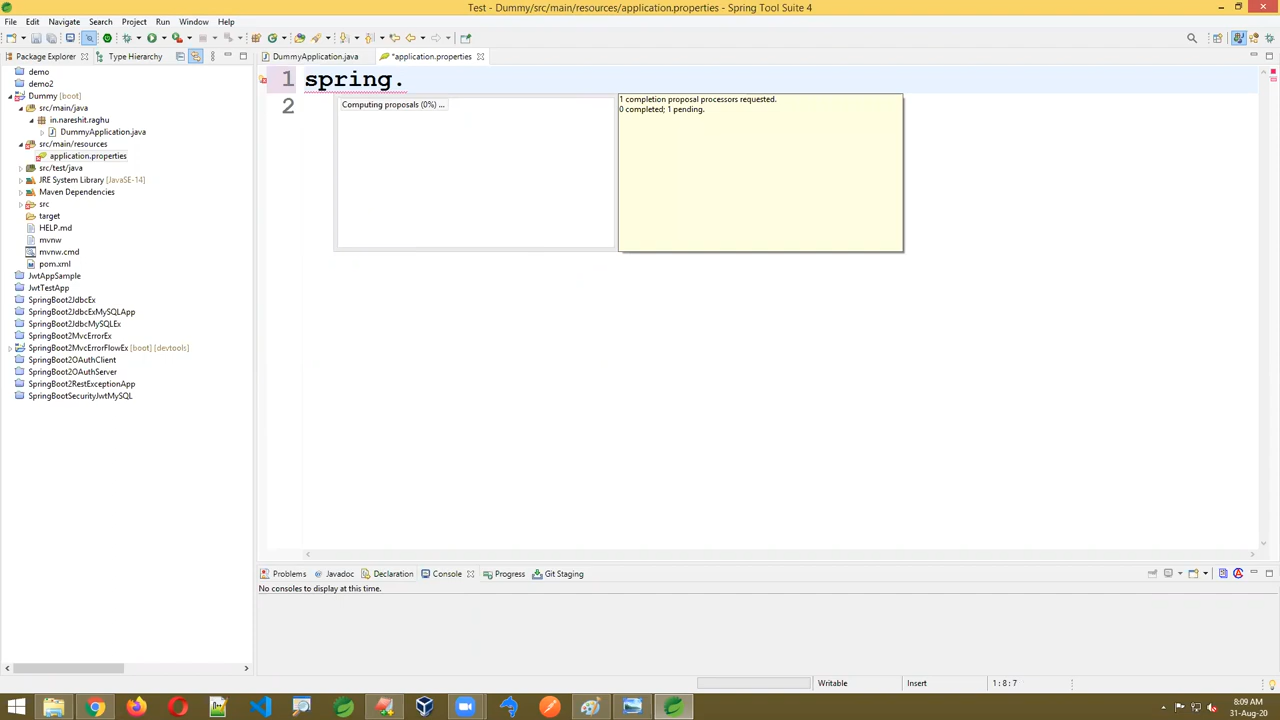 Test - Dummy/src/main/resources/application.properties - Spring Tool Suite 4
File Edit Navigate Search Project Run Window Help
Package Explorer Type Hierarchy
DummyApplication.java *application.properties
demo
demo2
Dummy [boot]
src/main/java
in.nareshit.raghu
DummyApplication.java
src/main/resources
application.properties
src/test/java
JRE System Library [JavaSE-14]
Maven Dependencies
src
target
HELP.md
mvnw
mvnw.cmd
pom.xml
JwtAppSample
JwtTestApp
SpringBoot2JdbcEx
SpringBoot2JdbcExMySQLApp
SpringBoot2JdbcMySQLEx
SpringBoot2MvcErrorEx
SpringBoot2MvcErrorFlowEx [boot] [devtools]
SpringBoot2OAuthClient
SpringBoot2OAuthServer
SpringBoot2RestExceptionApp
SpringBootSecurityJwtMySQL
1 spring.
2
Computing proposals (0%) ...
1 completion proposal processors requested.
0 completed; 1 pending.
Problems Javadoc Declaration Console Progress Git Staging
No consoles to display at this time.
Writable Insert 1 : 8 : 7
8:09 AM
31-Aug-20